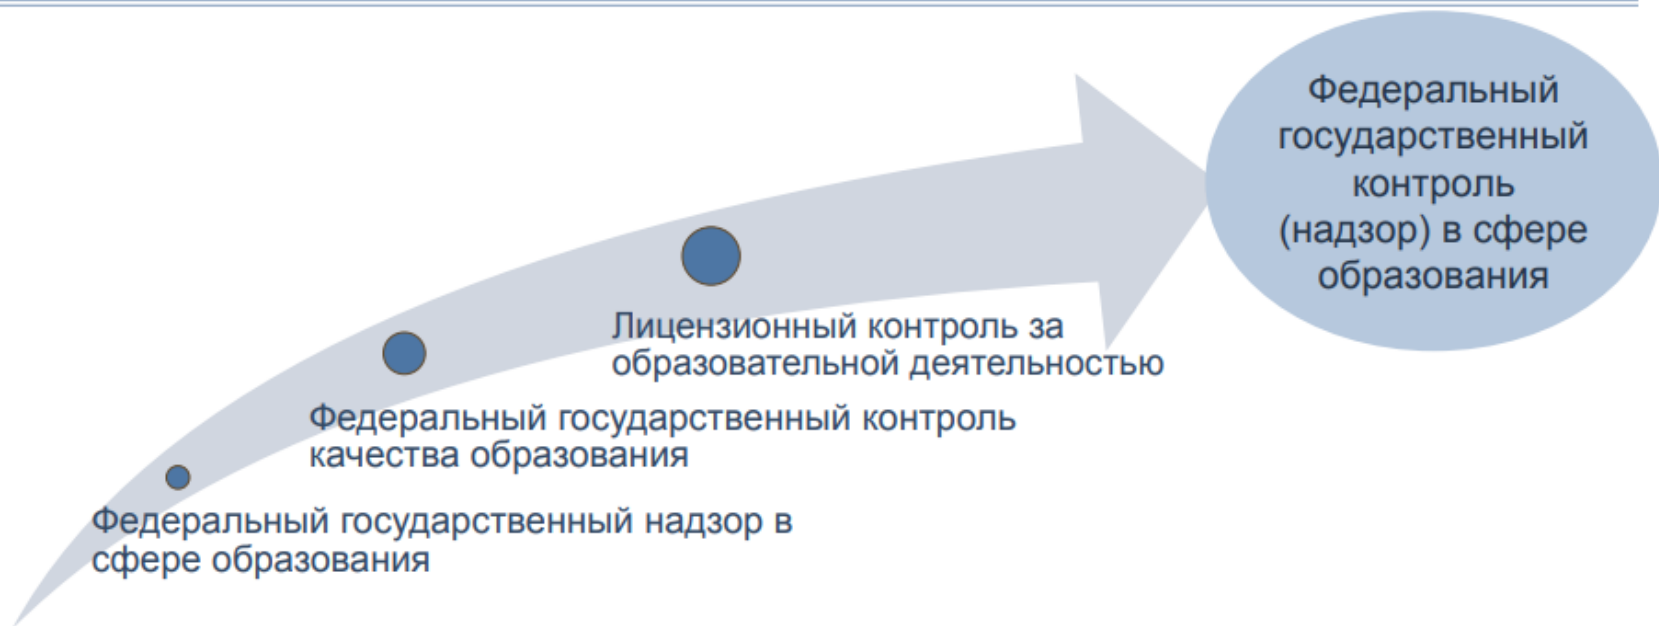 Федеральный
государственный
контроль
(надзор) в сфере
образования
Лицензионный контроль за
образовательной деятельностью
Федеральный государственный контроль
качества образования
Федеральный государственный надзор в
сфере образования